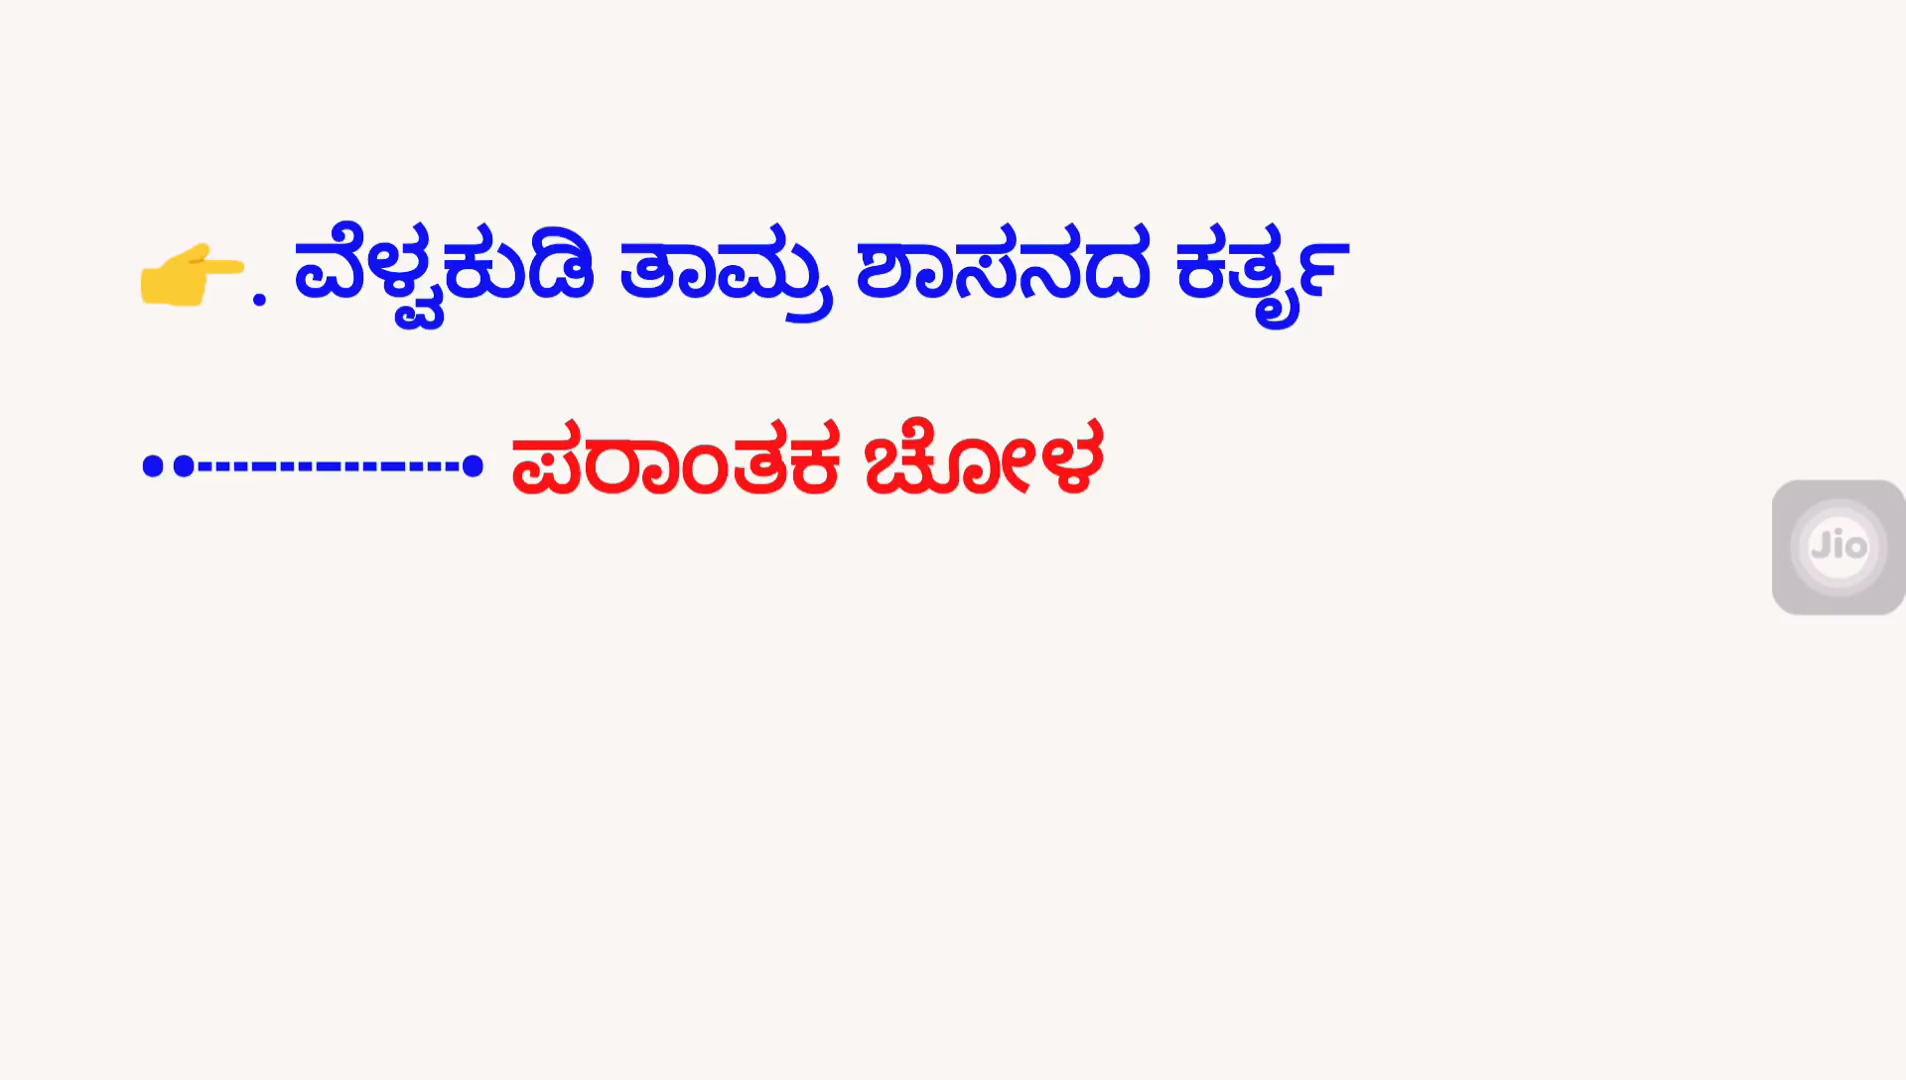 👉. ವೆಳ್ವಕುಡಿ ತಾಮ್ರ ಶಾಸನದ ಕರ್ತೃ
••--------------• ಪರಾಂತಕ ಚೋಳ
Jio